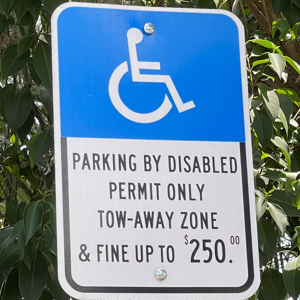 PARKING BY DISABLED
PERMIT ONLY
TOW-AWAY ZONE
& FINE UP TO $250.00